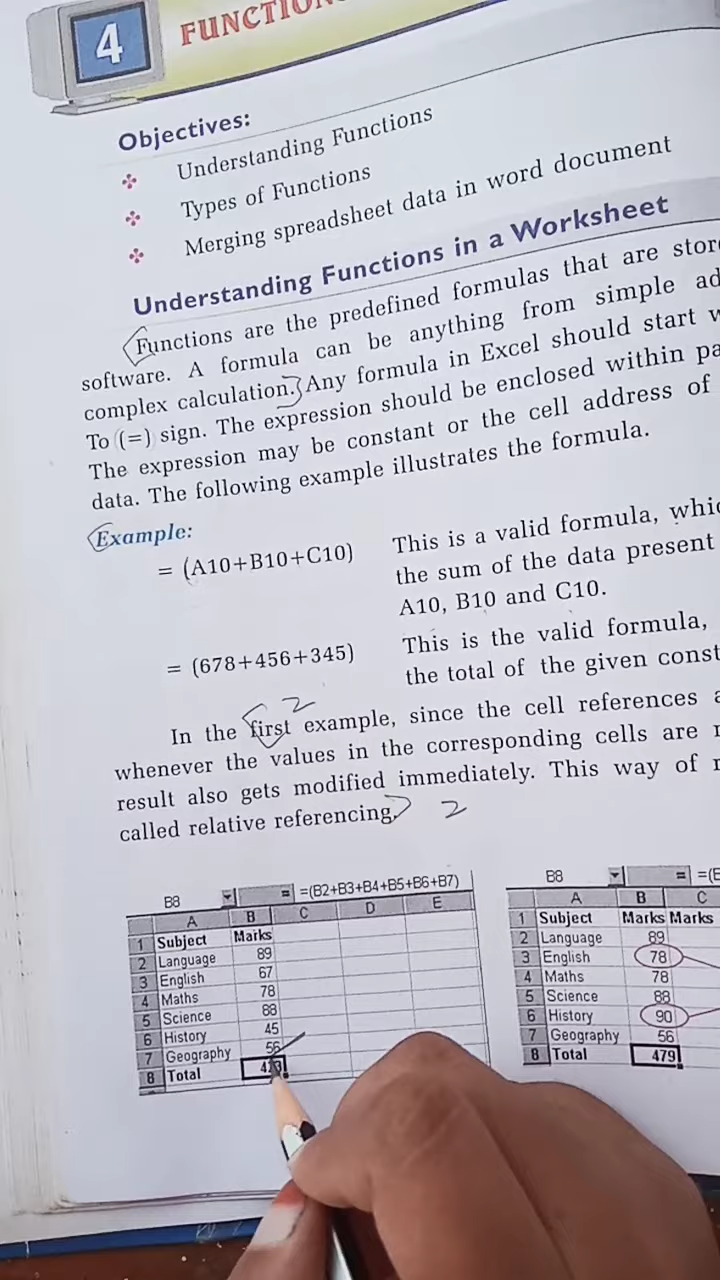 4
FUNCTION
Objectives:
Understanding Functions
Types of Functions
Merging spreadsheet data in word document
Understanding Functions in a Worksheet
Functions are the predefined formulas that are store
software. A formula can be anything from simple ad
complex calculation. Any formula in Excel should start w
To (=) sign. The expression should be enclosed within pa
The expression may be constant or the cell address of
data. The following example illustrates the formula.
Example:
= (A10+B10+C10) This is a valid formula, whic
the sum of the data present
A10, B10 and C10.
= (678+456+345) This is the valid formula,
the total of the given const
2
In the first example, since the cell references a
whenever the values in the corresponding cells are r
result also gets modified immediately. This way of r
called relative referencing. 2
B8 = =(B2+B3+B4+B5+B6+B7)
A B C D E
1 Subject Marks
2 Language 89
3 English 67
4 Maths 78
5 Science 88
6 History 45
7 Geography 56
8 Total
B8 = =(B
A B C
1 Subject Marks Marks
2 Language 89
3 English 78
4 Maths 78
5 Science 88
6 History 90
7 Geography 56
8 Total 479